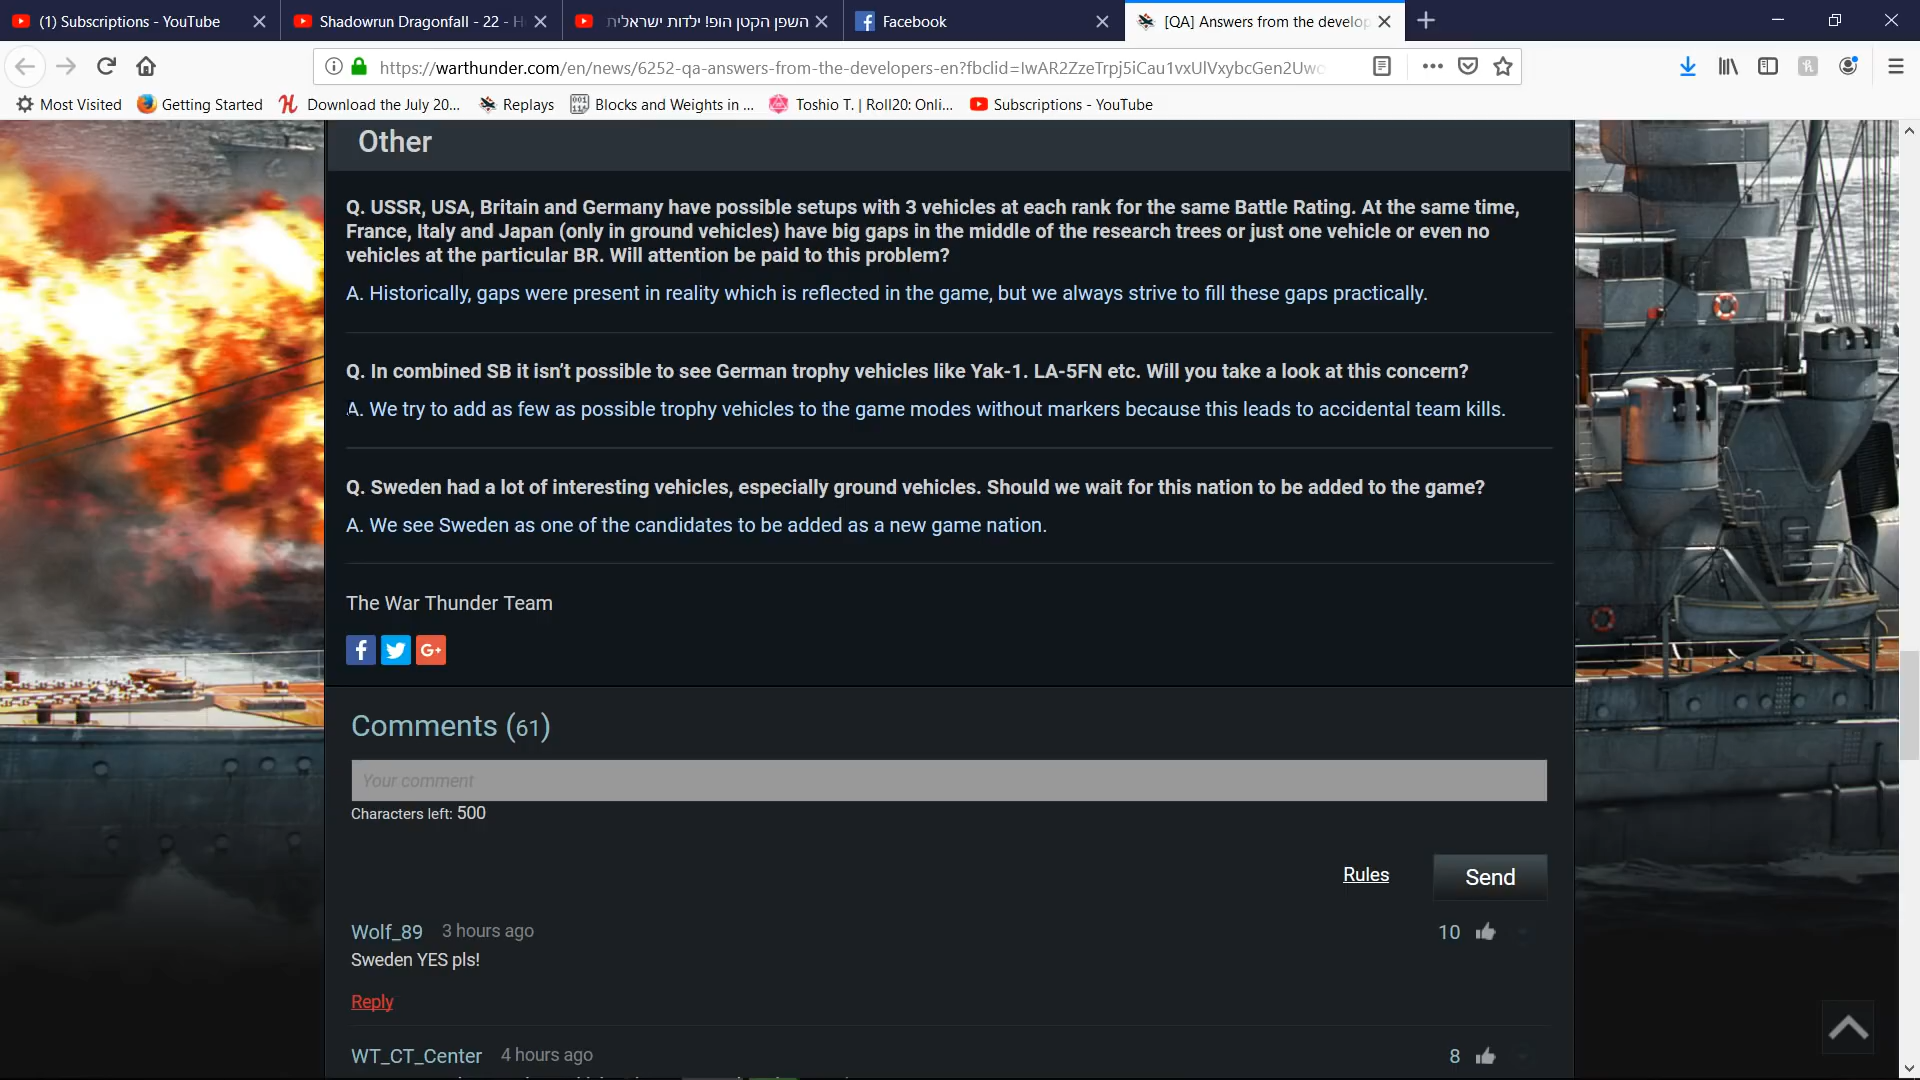 (1) Subscriptions - YouTube
Shadowrun Dragonfall - 22 - H
השפן הקטן הופ! ילדות ישראלית
Facebook
[QA] Answers from the develop
https://warthunder.com/en/news/6252-qa-answers-from-the-developers-en?fbclid=IwAR2ZzeTrpj5iCau1vxUlVxybcGen2Uwc
Most Visited
Getting Started
Download the July 20...
Replays
Blocks and Weights in ...
Toshio T. | Roll20: Onli...
Subscriptions - YouTube
Other
Q. USSR, USA, Britain and Germany have possible setups with 3 vehicles at each rank for the same Battle Rating. At the same time,
France, Italy and Japan (only in ground vehicles) have big gaps in the middle of the research trees or just one vehicle or even no
vehicles at the particular BR. Will attention be paid to this problem?
A. Historically, gaps were present in reality which is reflected in the game, but we always strive to fill these gaps practically.
Q. In combined SB it isn’t possible to see German trophy vehicles like Yak-1. LA-5FN etc. Will you take a look at this concern?
A. We try to add as few as possible trophy vehicles to the game modes without markers because this leads to accidental team kills.
Q. Sweden had a lot of interesting vehicles, especially ground vehicles. Should we wait for this nation to be added to the game?
A. We see Sweden as one of the candidates to be added as a new game nation.
The War Thunder Team
f
G+
Comments (61)
Your comment
Characters left: 500
Rules
Send
Wolf_89 3 hours ago
10
Sweden YES pls!
Reply
WT_CT_Center 4 hours ago
8